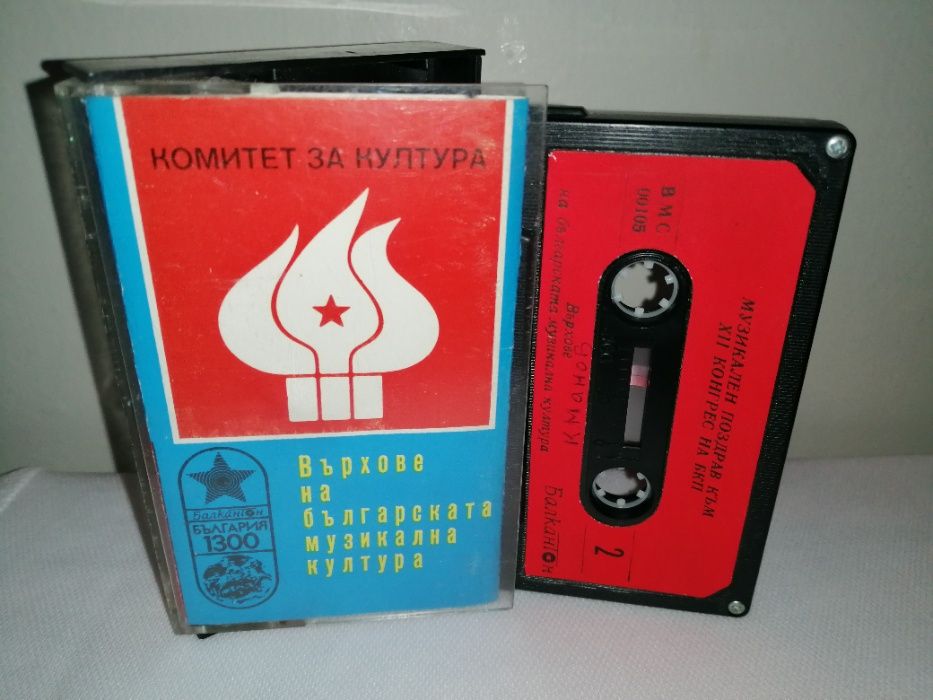 КОМИТЕТ ЗА КУЛТУРА
Върхове
на
българската
музикална
култура
Балкантон
БЪЛГАРИЯ
1300
ВМС
00105
Върхове
на българската музикална култура
МУЗИКАЛЕН ПОЗДРАВ КЪМ
XII КОНГРЕС НА БКП
Балкантон
2